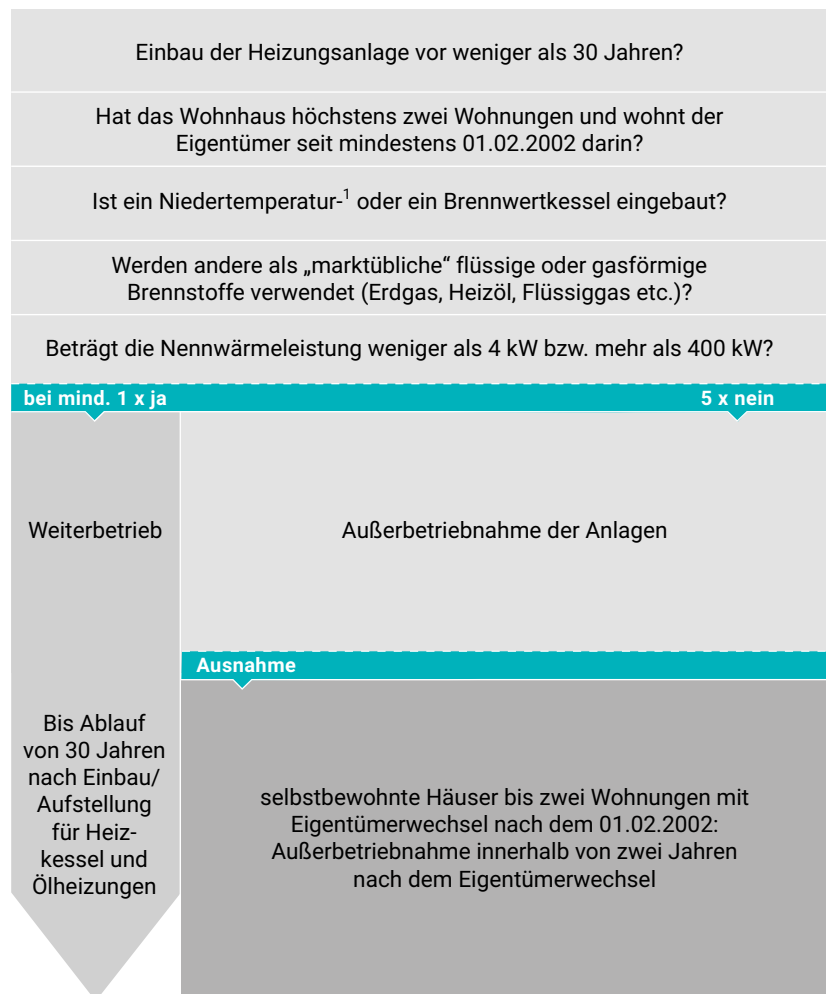 Einbau der Heizungsanlage vor weniger als 30 Jahren?
Hat das Wohnhaus höchstens zwei Wohnungen und wohnt der
Eigentümer seit mindestens 01.02.2002 darin?
Ist ein Niedertemperatur-¹ oder ein Brennwertkessel eingebaut?
Werden andere als „marktübliche“ flüssige oder gasförmige
Brennstoffe verwendet (Erdgas, Heizöl, Flüssiggas etc.)?
Beträgt die Nennwärmeleistung weniger als 4 kW bzw. mehr als 400 kW?
bei mind. 1 x ja
5 x nein
Weiterbetrieb
Außerbetriebnahme der Anlagen
Ausnahme
Bis Ablauf
von 30 Jahren
nach Einbau/
Aufstellung
für Heiz-
kessel und
Ölheizungen
selbstbewohnte Häuser bis zwei Wohnungen mit
Eigentümerwechsel nach dem 01.02.2002:
Außerbetriebnahme innerhalb von zwei Jahren
nach dem Eigentümerwechsel